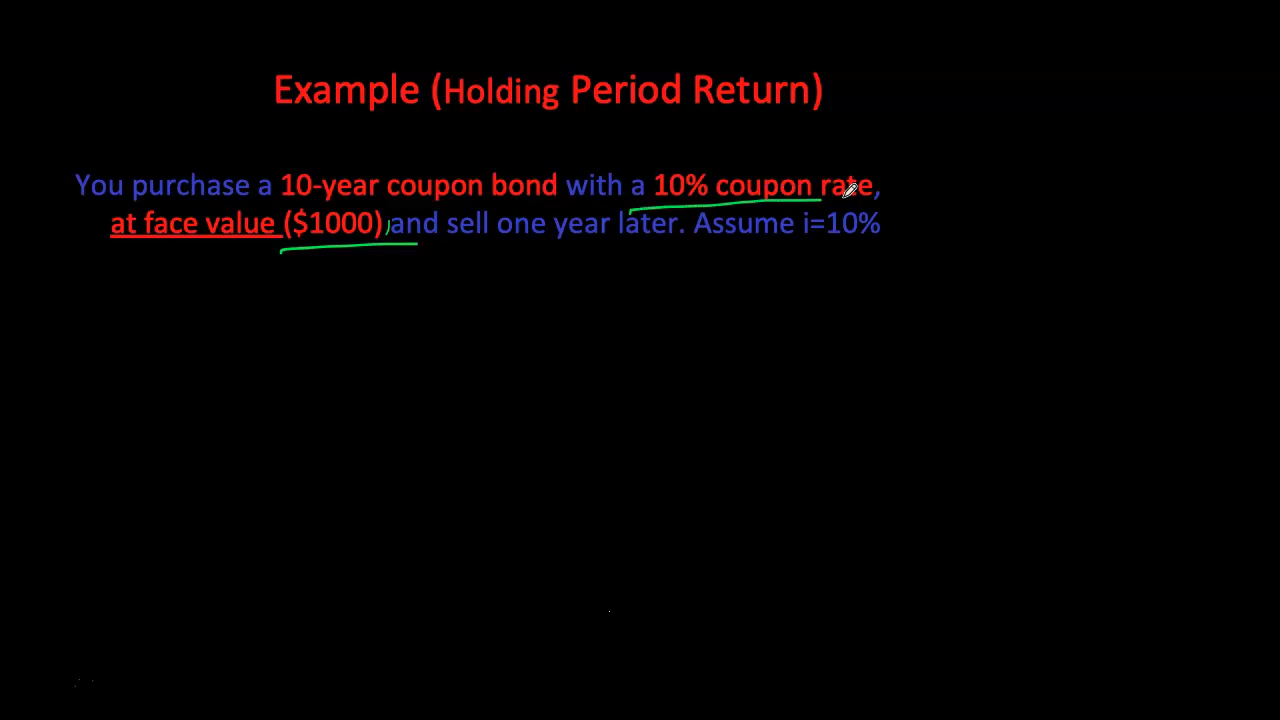 Example (Holding Period Return)
You purchase a 10-year coupon bond with a 10% coupon rate,
at face value ($1000) and sell one year later. Assume i=10%